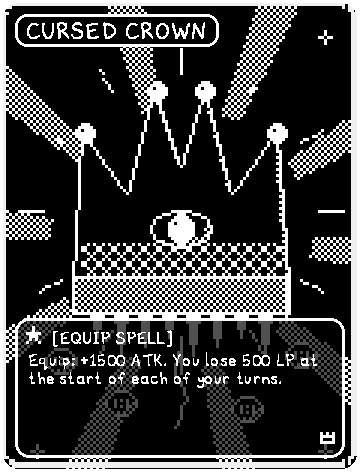 CURSED CROWN
[EQUIP SPELL]
Equip: +1500 ATK. You lose 500 LP at
the start of each of your turns.